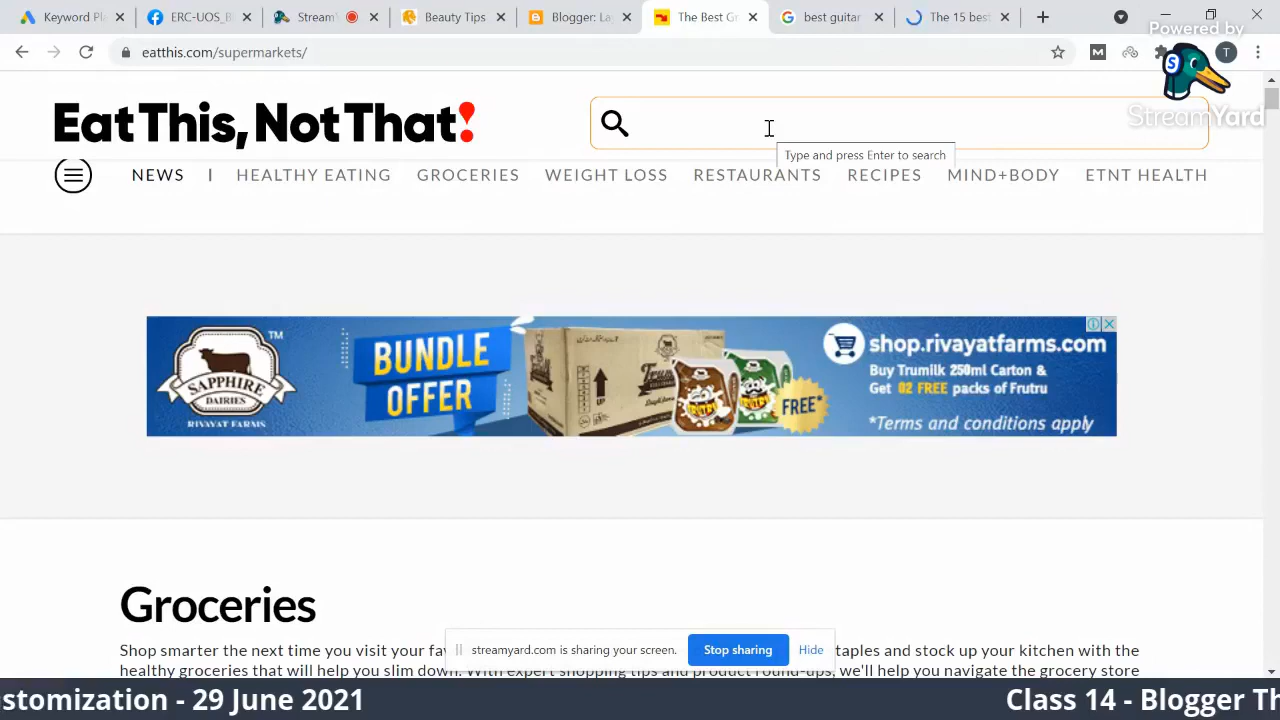 Keyword Pla
ERC-UOS_
StreamY
Beauty Tips
Blogger: La
The Best Gr
best guitar
The 15 Best
eatthis.com/supermarkets/
M
T
Powered by
S
StreamYard
Eat This, Not That!
Type and press Enter to search
NEWS | HEALTHY EATING GROCERIES WEIGHT LOSS RESTAURANTS RECIPES MIND+BODY ETNT HEALTH
TM
SAPPHIRE
DAIRIES
RIVAYAT FARMS
BUNDLE
OFFER
FREE*
shop.rivayatfarms.com
Buy Trumilk 250ml Carton &
Get 02 FREE packs of Frutru
*Terms and conditions apply
Groceries
Shop smarter the next time you visit your fav
taples and stock up your kitchen with the
healthy groceries that will help you slim down. With expert shopping tips and product round-ups, we'll help you navigate the grocery store
streamyard.com is sharing your screen.
Stop sharing
Hide
stomization - 29 June 2021
Class 14 - Blogger Th